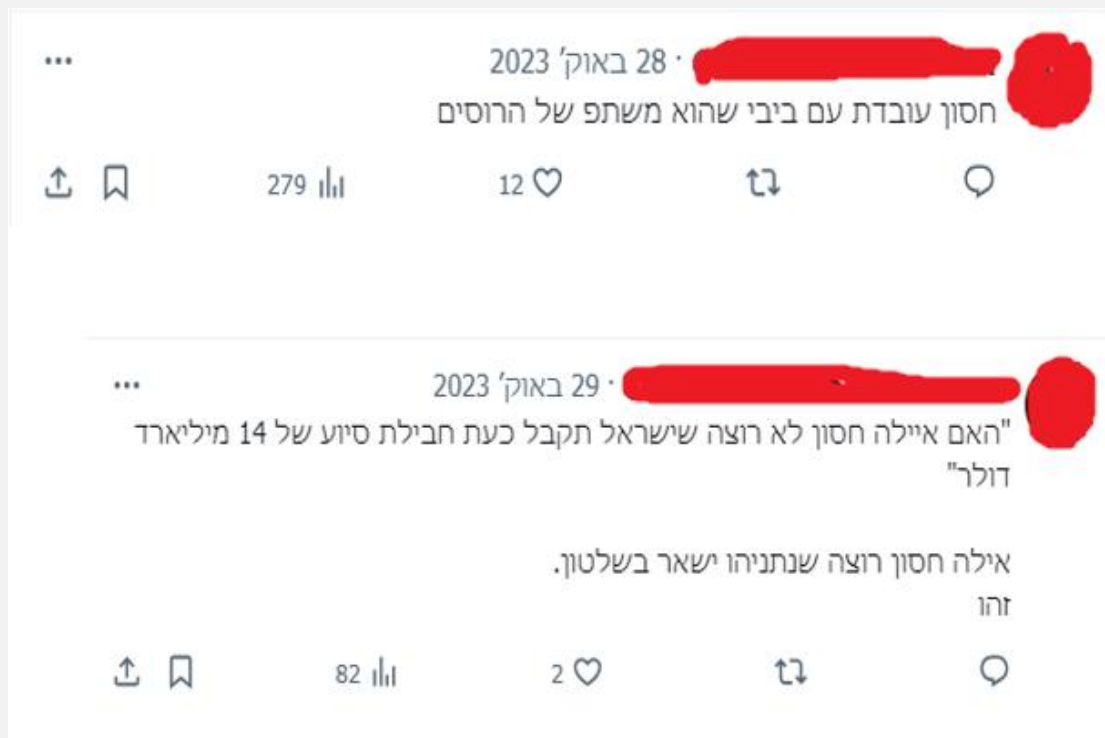 · 28 באוק׳ 2023
חסון עובדת עם ביבי שהוא משתפ של הרוסים
12 279
· 29 באוק׳ 2023
"האם איילה חסון לא רוצה שישראל תקבל כעת חבילת סיוע של 14 מיליארד
דולר"
אילה חסון רוצה שנתניהו ישאר בשלטון.
זהו
2 82